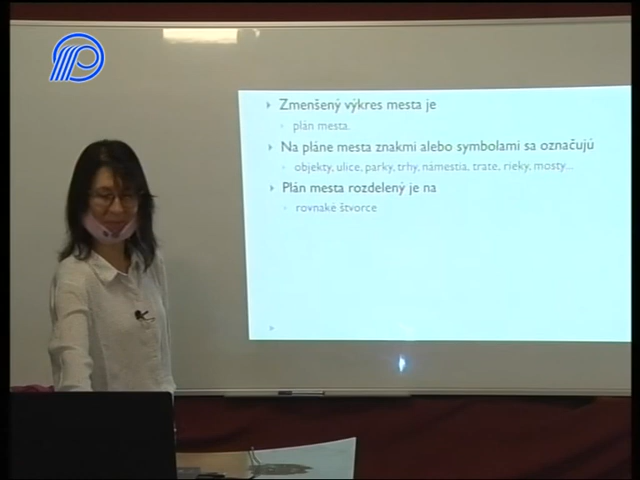 Zmenšený výkres mesta je
plán mesta.
Na pláne mesta znakmi alebo symbolami sa označujú
objekty, ulice, parky, trhy, námestia, trate, rieky, mosty...
Plán mesta rozdelený je na
rovnaké štvorce